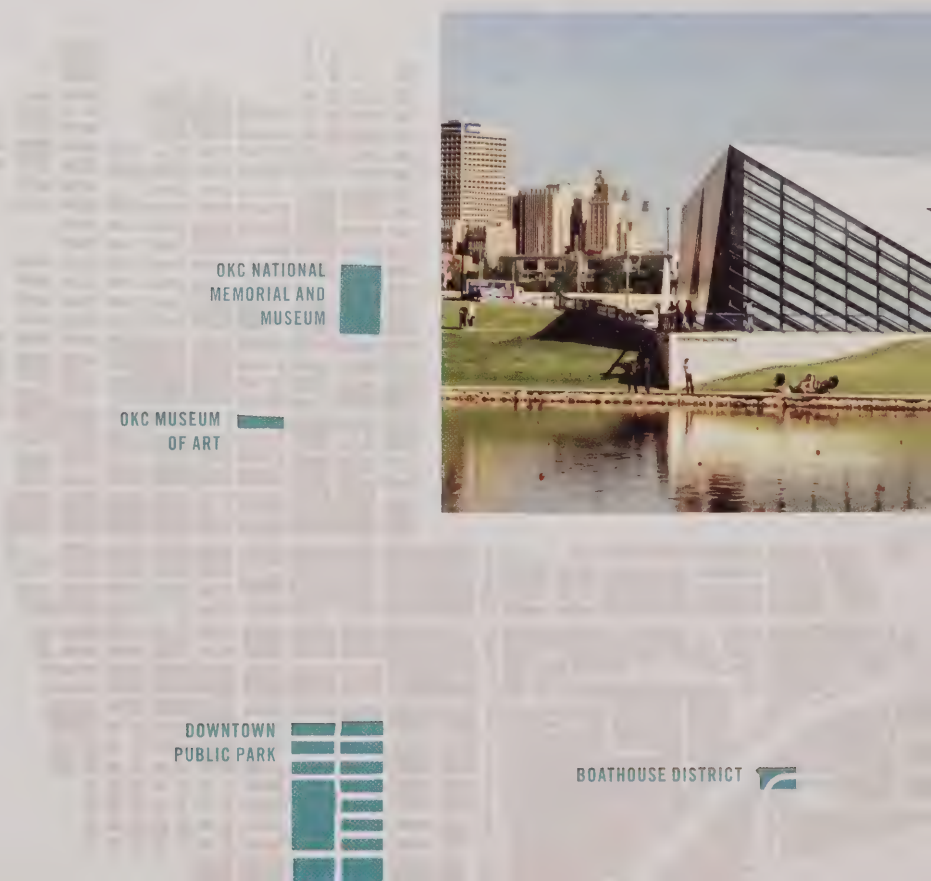 OKC NATIONAL
MEMORIAL AND
MUSEUM
OKC MUSEUM
OF ART
DOWNTOWN
PUBLIC PARK
BOATHOUSE DISTRICT